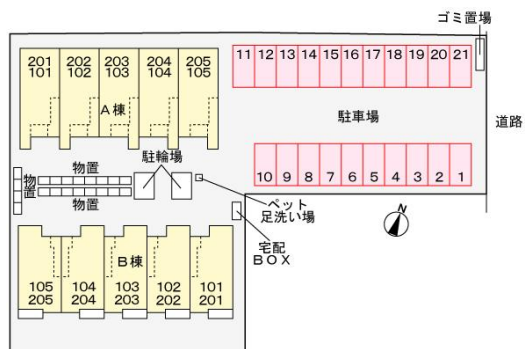 ゴミ置場
201 202 203 204 205
101 102 103 104 105
A棟
11 12 13 14 15 16 17 18 19 20 21
駐車場
道路
駐輪場
物置
物置
物置
10 9 8 7 6 5 4 3 2 1
ペット
足洗い場
N
宅配
BOX
B棟
105 104 103 102 101
205 204 203 202 201